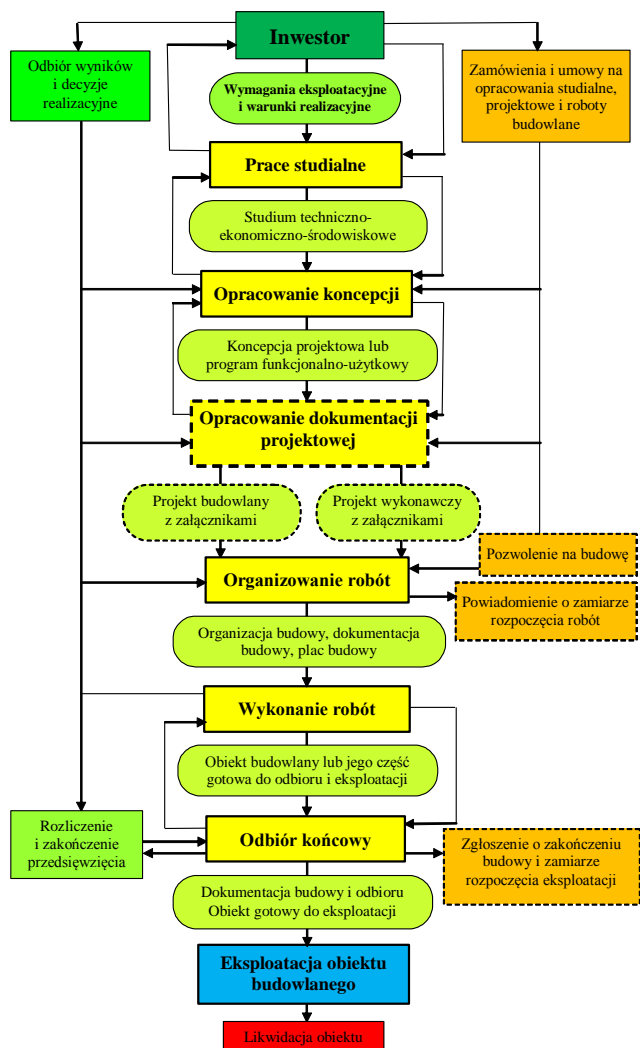 Inwestor
Odbiór wyników
i decyzje
realizacyjne
Wymagania eksploatacyjne
i warunki realizacyjne
Zamówienia i umowy na
opracowania studialne,
projektowe i roboty
budowlane
Prace studialne
Studium techniczno-
ekonomiczno-środowiskowe
Opracowanie koncepcji
Koncepcja projektowa lub
program funkcjonalno-użytkowy
Opracowanie dokumentacji
projektowej
Projekt budowlany
z załącznikami
Projekt wykonawczy
z załącznikami
Pozwolenie na budowę
Organizowanie robót
Powiadomienie o zamiarze
rozpoczęcia robót
Organizacja budowy, dokumentacja
budowy, plac budowy
Wykonanie robót
Obiekt budowlany lub jego część
gotowa do odbioru i eksploatacji
Rozliczenie
i zakończenie
przedsięwzięcia
Odbiór końcowy
Zgłoszenie o zakończeniu
budowy i zamiarze
rozpoczęcia eksploatacji
Dokumentacja budowy i odbioru
Obiekt gotowy do eksploatacji
Eksploatacja obiektu
budowlanego
Likwidacja obiektu